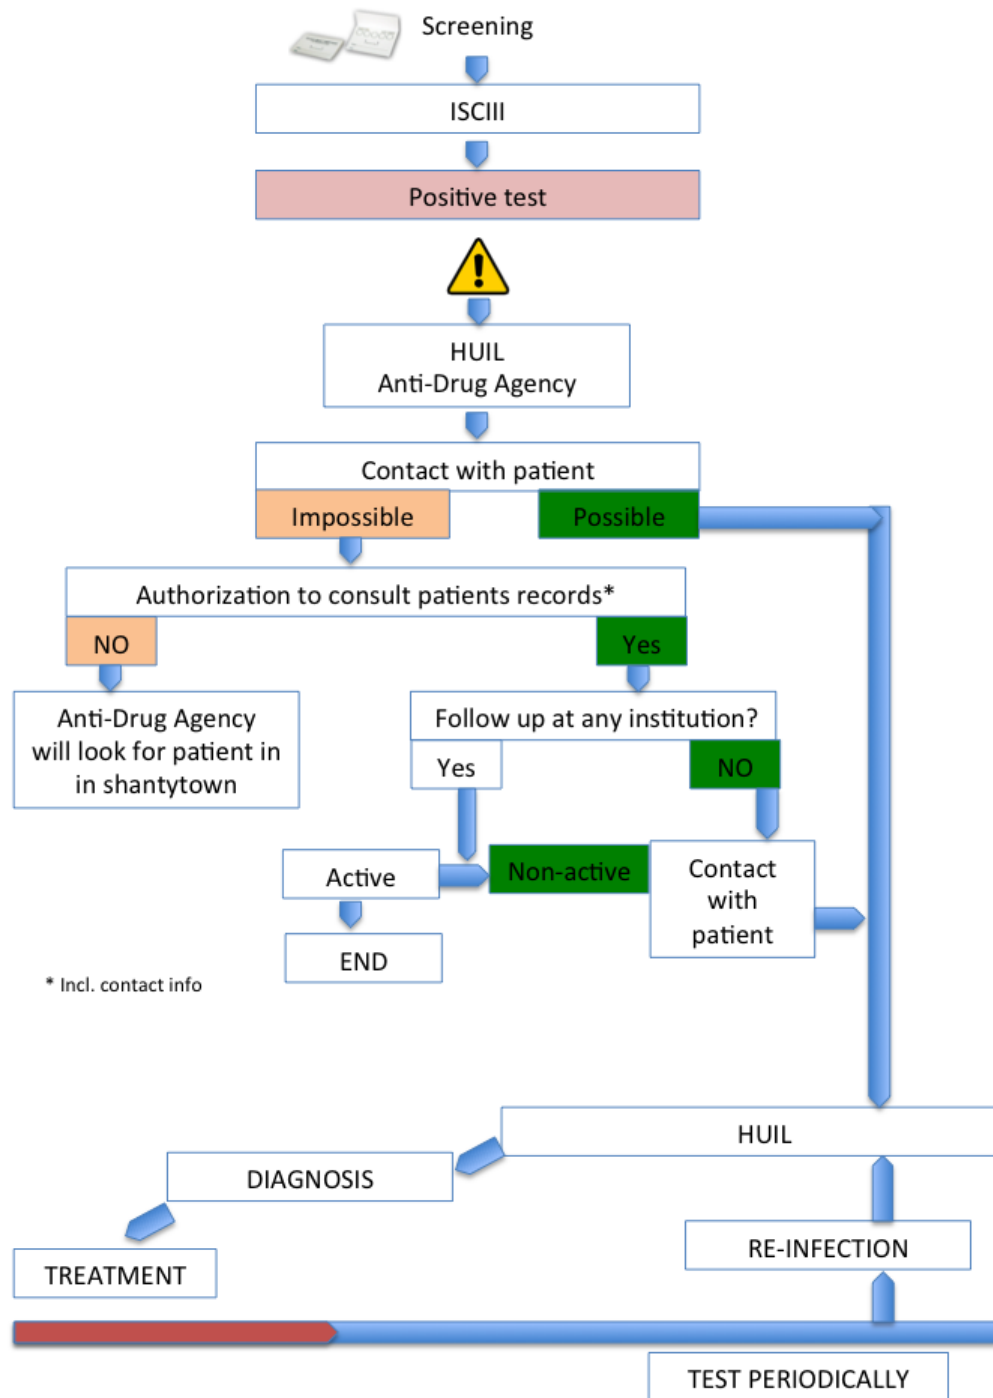 Screening
ISCIII
Positive test
HUIL
Anti-Drug Agency
Contact with patient
Impossible
Possible
Authorization to consult patients records*
NO
Yes
Anti-Drug Agency
will look for patient in
in shantytown
Follow up at any institution?
Yes
NO
Active
Non-active
Contact
with
patient
END
* Incl. contact info
HUIL
DIAGNOSIS
RE-INFECTION
TREATMENT
TEST PERIODICALLY